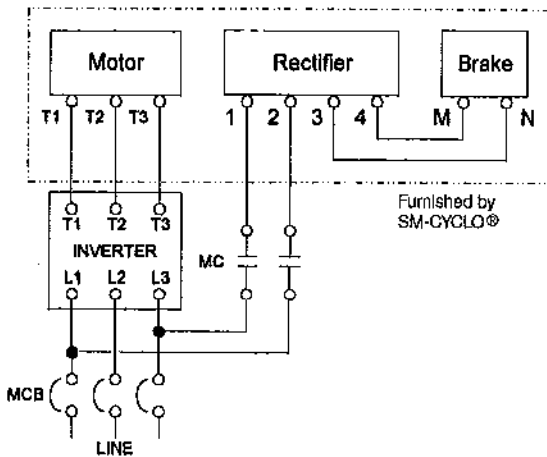 Motor
Rectifier
Brake
T1 T2 T3
1 2 3 4
M N
Furnished by
SM-CYCLO®
T1 T2 T3
INVERTER
L1 L2 L3
MC
MCB
LINE